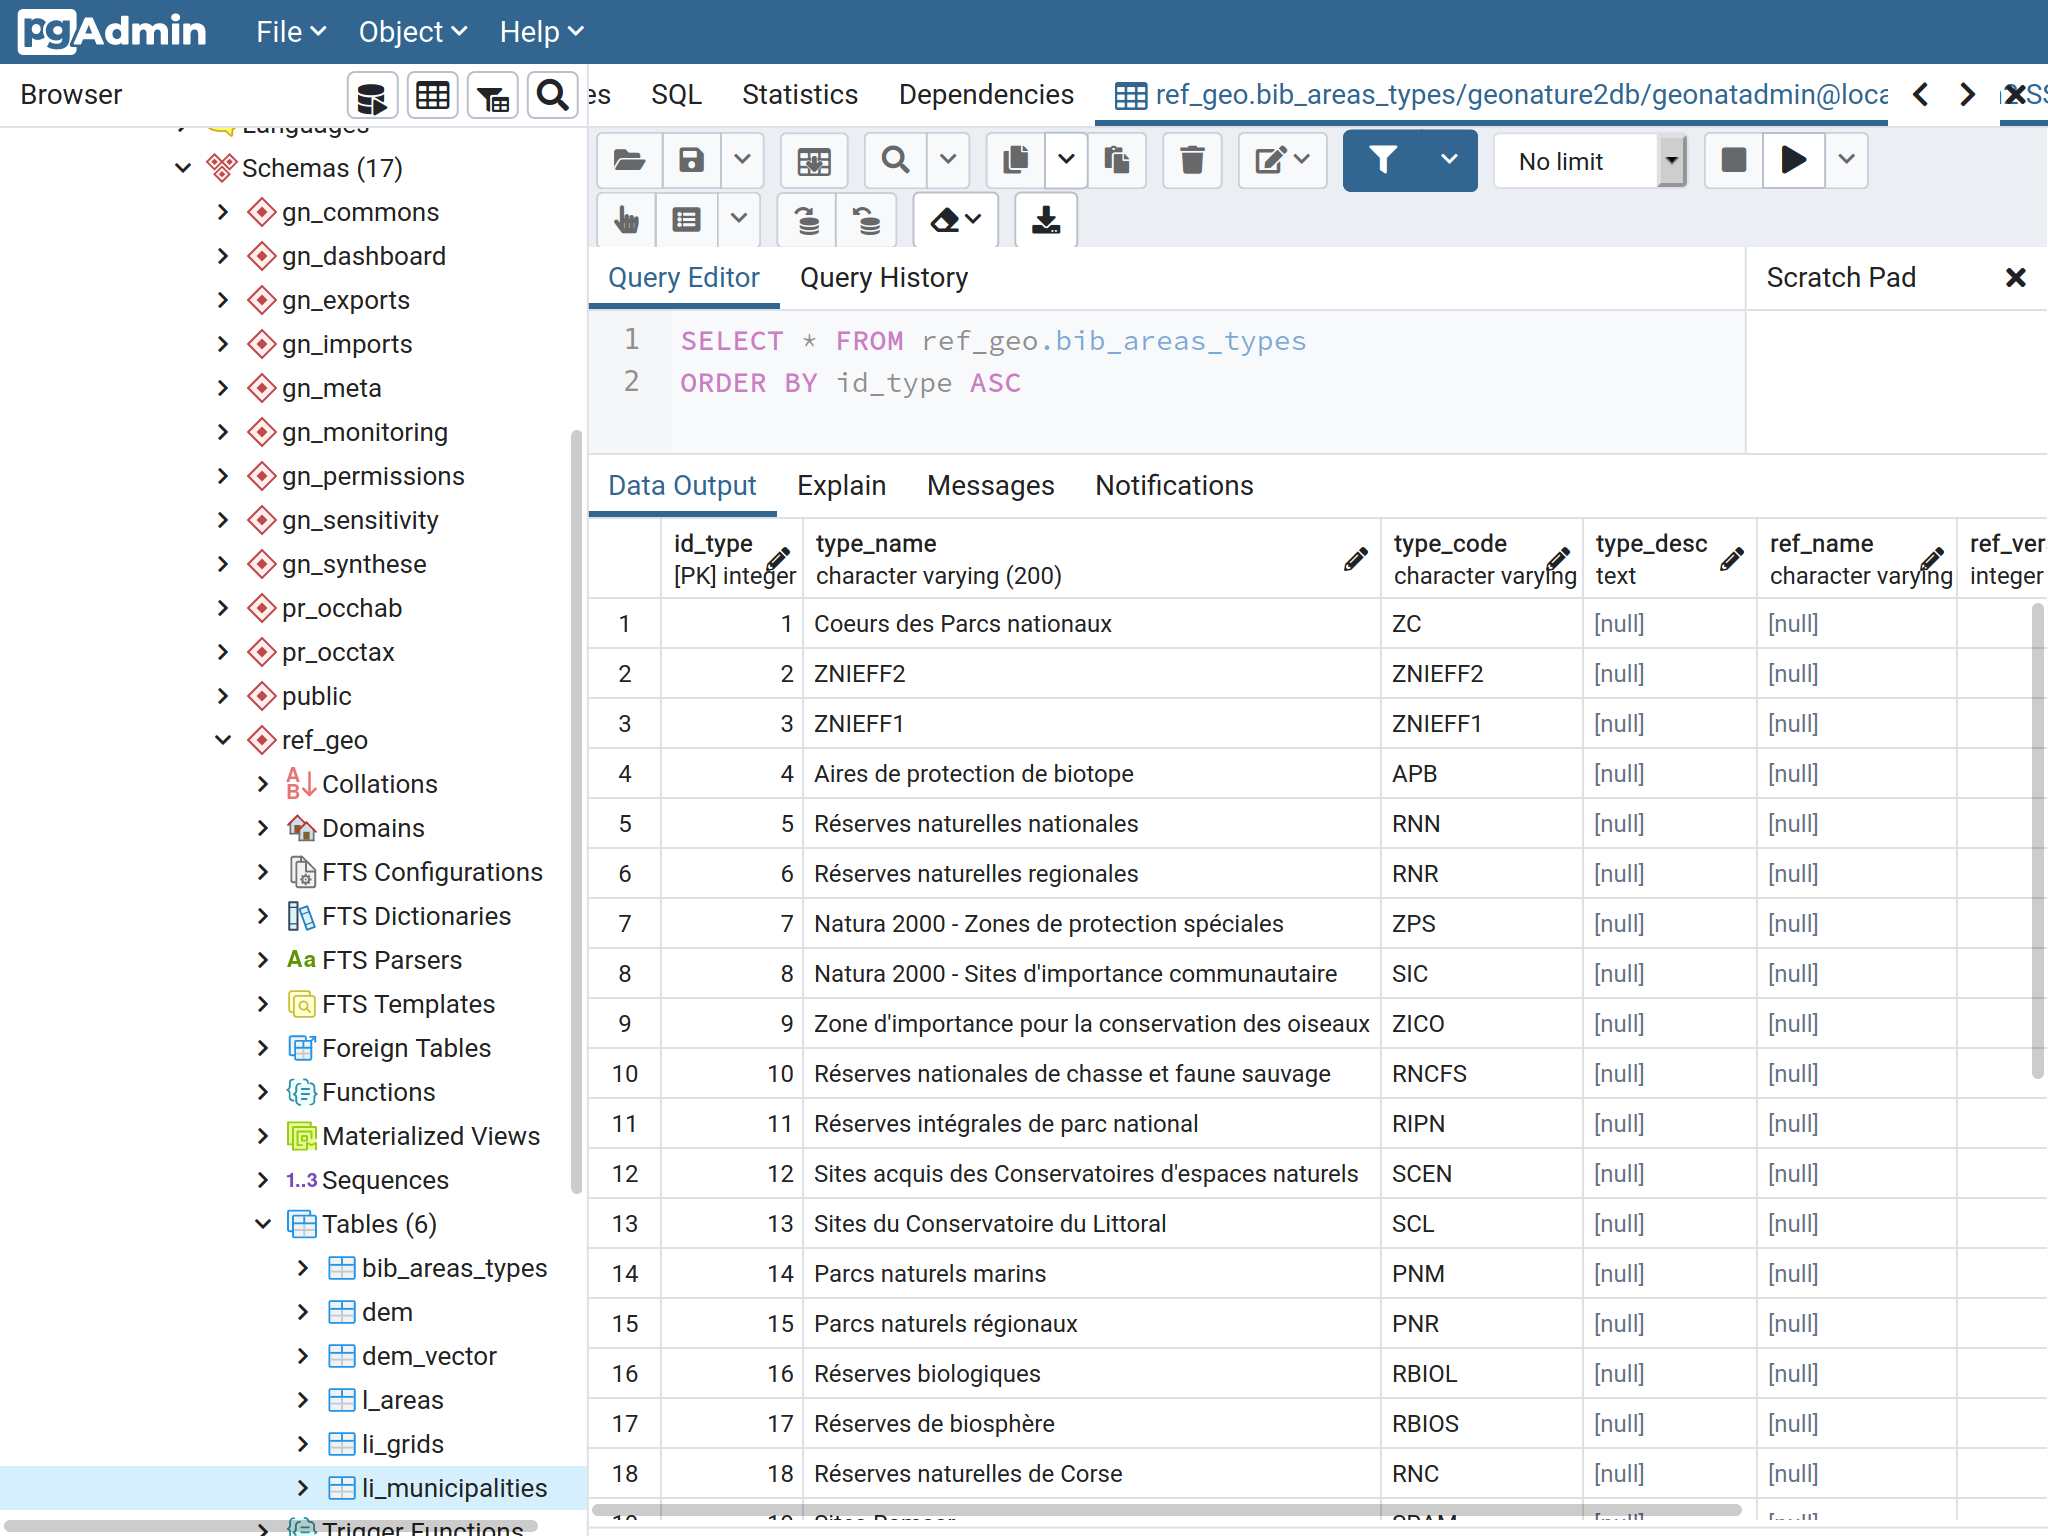 pgAdmin File Object Help
Browser
es SQL Statistics Dependencies ref_geo.bib_areas_types/geonature2db/geonatadmin@loca
Languages
Schemas (17)
gn_commons
gn_dashboard
gn_exports
gn_imports
gn_meta
gn_monitoring
gn_permissions
gn_sensitivity
gn_synthese
pr_occhab
pr_occtax
public
ref_geo
Collations
Domains
FTS Configurations
FTS Dictionaries
Aa FTS Parsers
FTS Templates
Foreign Tables
Functions
Materialized Views
1..3 Sequences
Tables (6)
bib_areas_types
dem
dem_vector
l_areas
li_grids
li_municipalities
Trigger Functions
No limit
Query Editor Query History Scratch Pad
1 SELECT * FROM ref_geo.bib_areas_types
2 ORDER BY id_type ASC
Data Output Explain Messages Notifications
id_type type_name type_code type_desc ref_name ref_ver
[PK] integer character varying (200) character varying text character varying integer
1 1 Coeurs des Parcs nationaux ZC [null] [null]
2 2 ZNIEFF2 ZNIEFF2 [null] [null]
3 3 ZNIEFF1 ZNIEFF1 [null] [null]
4 4 Aires de protection de biotope APB [null] [null]
5 5 Réserves naturelles nationales RNN [null] [null]
6 6 Réserves naturelles regionales RNR [null] [null]
7 7 Natura 2000 - Zones de protection spéciales ZPS [null] [null]
8 8 Natura 2000 - Sites d'importance communautaire SIC [null] [null]
9 9 Zone d'importance pour la conservation des oiseaux ZICO [null] [null]
10 10 Réserves nationales de chasse et faune sauvage RNCFS [null] [null]
11 11 Réserves intégrales de parc national RIPN [null] [null]
12 12 Sites acquis des Conservatoires d'espaces naturels SCEN [null] [null]
13 13 Sites du Conservatoire du Littoral SCL [null] [null]
14 14 Parcs naturels marins PNM [null] [null]
15 15 Parcs naturels régionaux PNR [null] [null]
16 16 Réserves biologiques RBIOL [null] [null]
17 17 Réserves de biosphère RBIOS [null] [null]
18 18 Réserves naturelles de Corse RNC [null] [null]